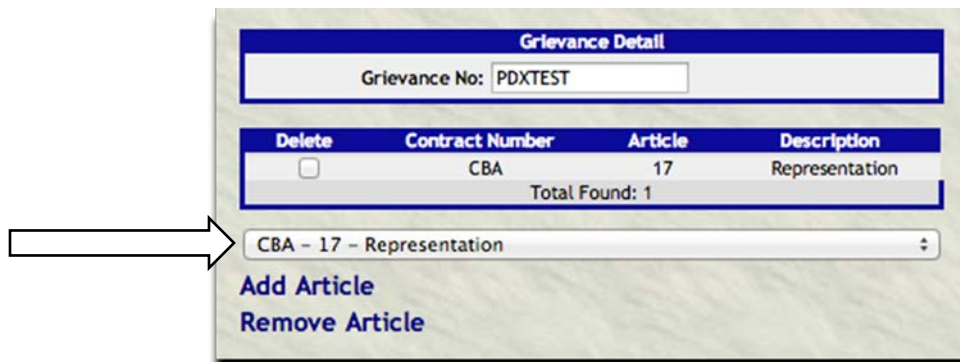 Grievance Detail
Grievance No: PDXTEST
Delete Contract Number Article Description
CBA 17 Representation
Total Found: 1
CBA – 17 – Representation
Add Article
Remove Article